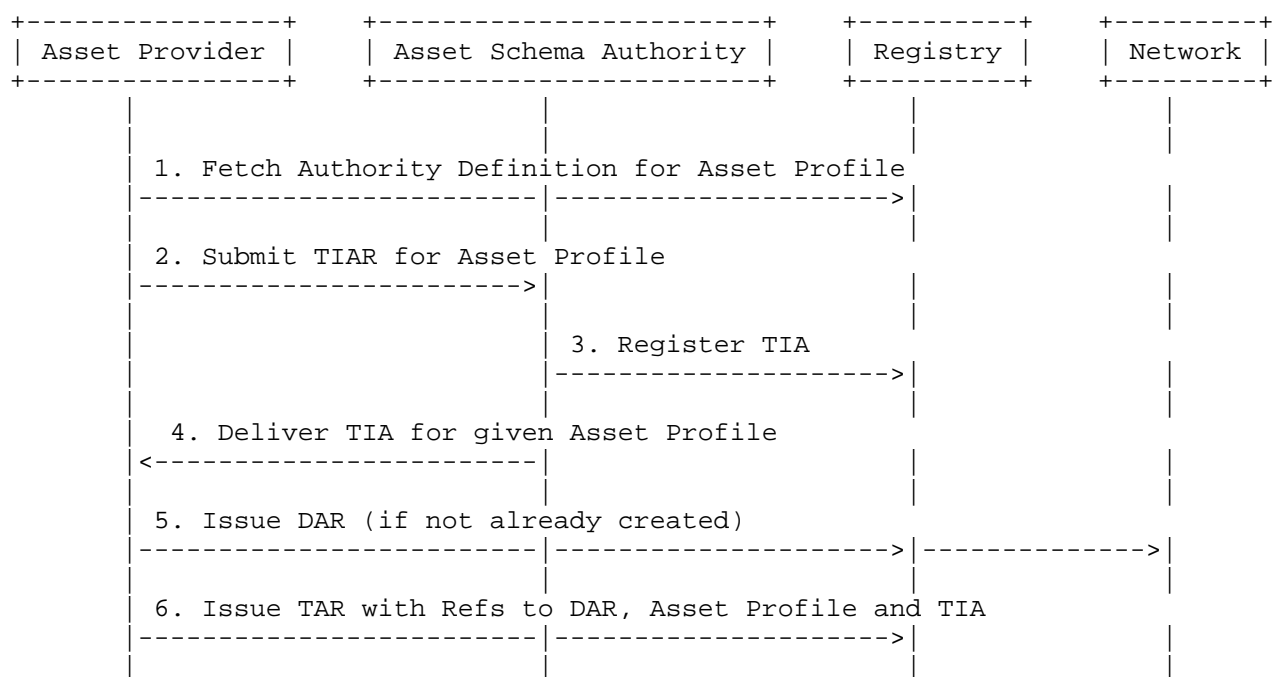 Asset Provider Asset Schema Authority Registry Network
1. Fetch Authority Definition for Asset Profile
2. Submit TIAR for Asset Profile
3. Register TIA
4. Deliver TIA for given Asset Profile
5. Issue DAR (if not already created)
6. Issue TAR with Refs to DAR, Asset Profile and TIA